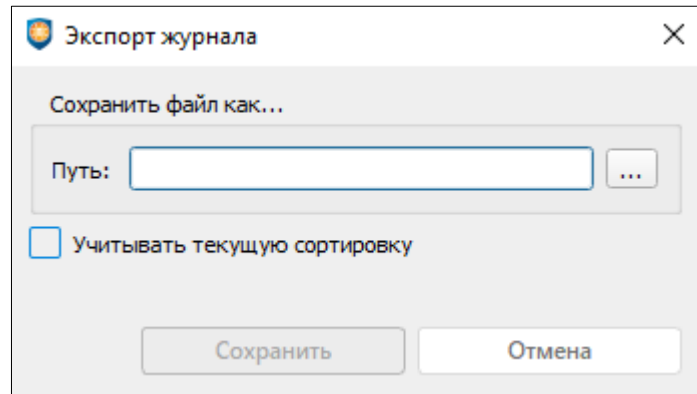 Экспорт журнала
Сохранить файл как...
Путь:
...
Учитывать текущую сортировку
Сохранить
Отмена